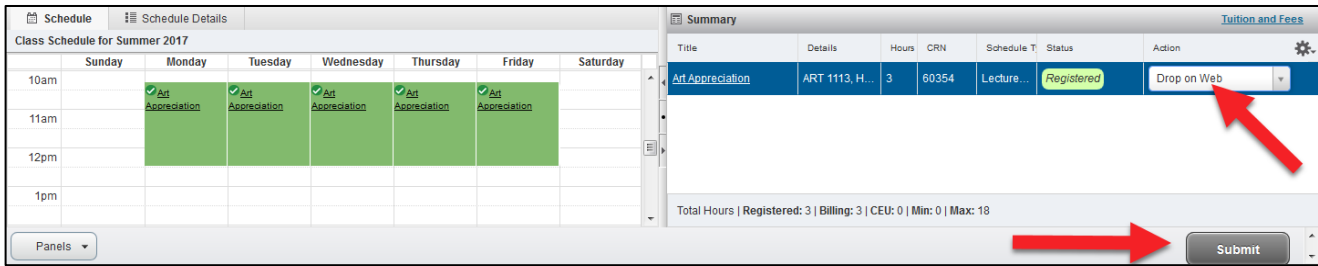 Schedule
Schedule Details
Class Schedule for Summer 2017
Sunday Monday Tuesday Wednesday Thursday Friday Saturday
10am
Art Appreciation
Art Appreciation
Art Appreciation
Art Appreciation
Art Appreciation
11am
12pm
1pm
Panels
Summary
Tuition and Fees
Title Details Hours CRN Schedule T Status Action
Art Appreciation ART 1113, H... 3 60354 Lecture... Registered Drop on Web
Total Hours | Registered: 3 | Billing: 3 | CEU: 0 | Min: 0 | Max: 18
Submit